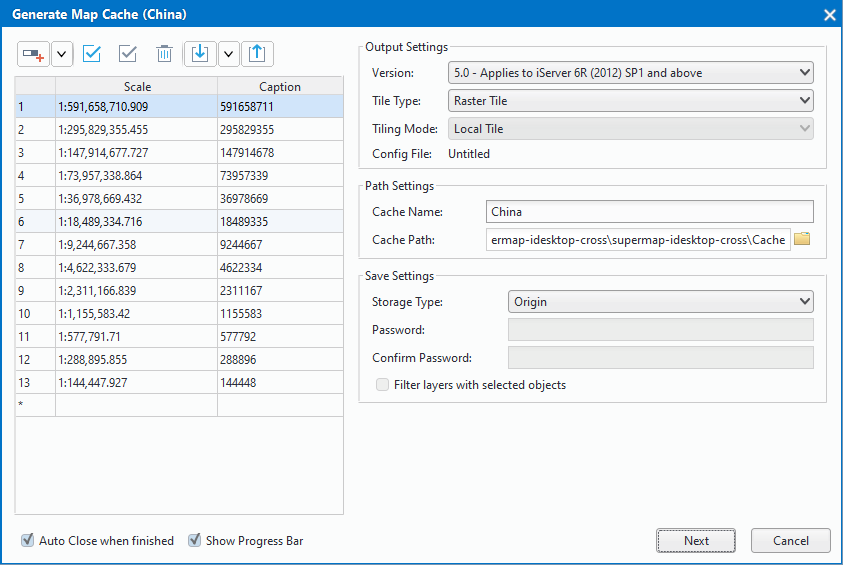 Generate Map Cache (China)
Scale Caption
1 1:591,658,710.909 591658711
2 1:295,829,355.455 295829355
3 1:147,914,677.727 147914678
4 1:73,957,338.864 73957339
5 1:36,978,669.432 36978669
6 1:18,489,334.716 18489335
7 1:9,244,667.358 9244667
8 1:4,622,333.679 4622334
9 1:2,311,166.839 2311167
10 1:1,155,583.42 1155583
11 1:577,791.71 577792
12 1:288,895.855 288896
13 1:144,447.927 144448
*
Output Settings
Version: 5.0 - Applies to iServer 6R (2012) SP1 and above
Tile Type: Raster Tile
Tiling Mode: Local Tile
Config File: Untitled
Path Settings
Cache Name: China
Cache Path: ermap-idesktop-cross\supermap-idesktop-cross\Cache
Save Settings
Storage Type: Origin
Password:
Confirm Password:
Filter layers with selected objects
Auto Close when finished Show Progress Bar Next Cancel